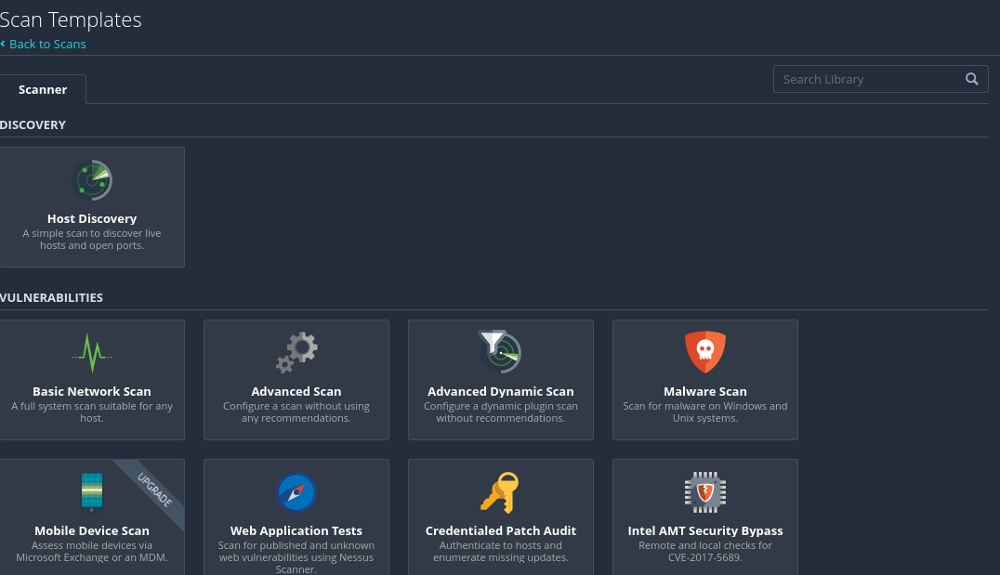 Scan Templates
Back to Scans
Scanner
Search Library
DISCOVERY
Host Discovery
A simple scan to discover live
hosts and open ports.
VULNERABILITIES
Basic Network Scan
A full system scan suitable for any
host.
Advanced Scan
Configure a scan without using
any recommendations.
Advanced Dynamic Scan
Configure a dynamic plugin scan
without recommendations.
Malware Scan
Scan for malware on Windows and
Unix systems.
UPGRADE
Mobile Device Scan
Assess mobile devices via
Microsoft Exchange or an MDM.
Web Application Tests
Scan for published and unknown
web vulnerabilities using Nessus
Scanner.
Credentialed Patch Audit
Authenticate to hosts and
enumerate missing updates.
Intel AMT Security Bypass
Remote and local checks for
CVE-2017-5689.